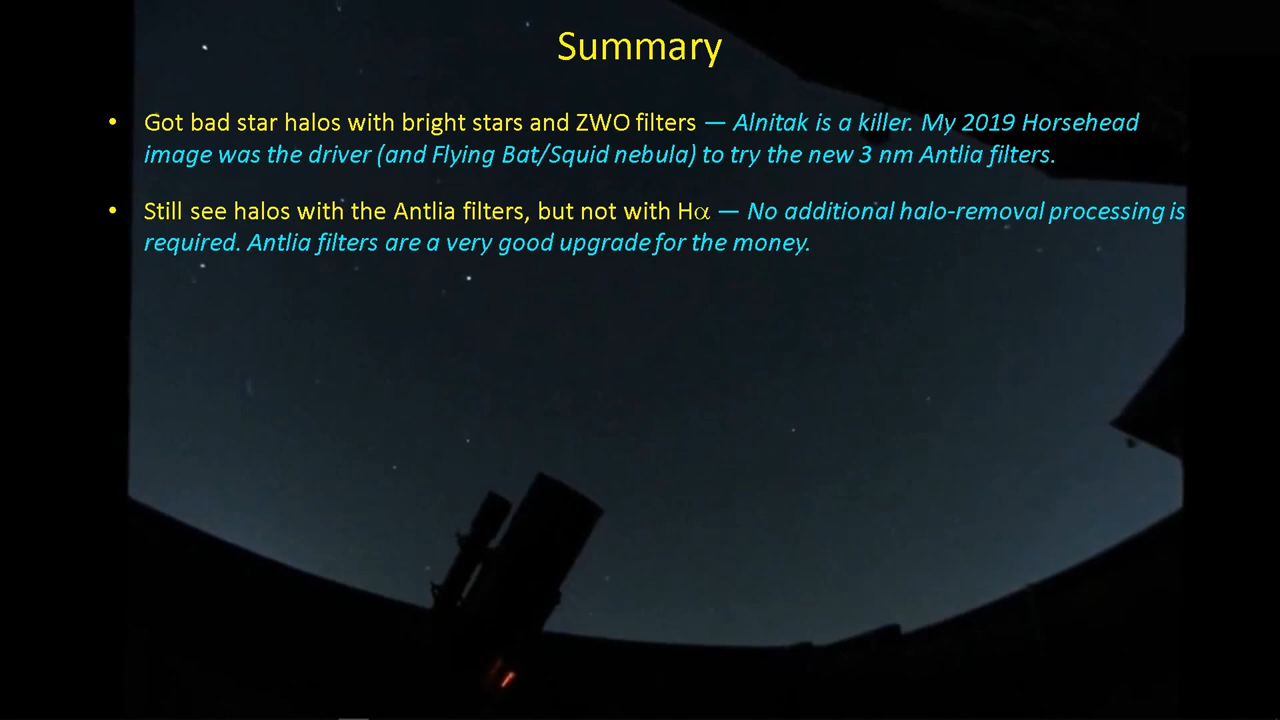 Summary
• Got bad star halos with bright stars and ZWO filters — Alnitak is a killer. My 2019 Horsehead
image was the driver (and Flying Bat/Squid nebula) to try the new 3 nm Antlia filters.
• Still see halos with the Antlia filters, but not with Hα — No additional halo-removal processing is
required. Antlia filters are a very good upgrade for the money.